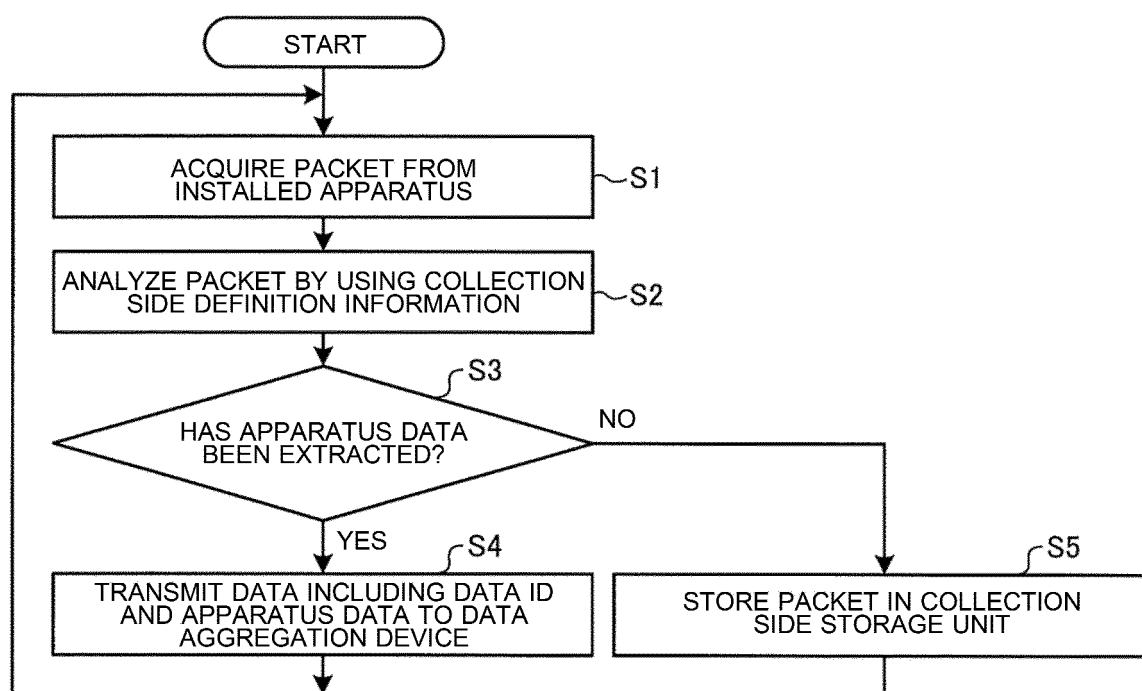 START
ACQUIRE PACKET FROM
INSTALLED APPARATUS
S1
ANALYZE PACKET BY USING COLLECTION
SIDE DEFINITION INFORMATION
S2
S3
HAS APPARATUS DATA
BEEN EXTRACTED?
NO
YES
S4
TRANSMIT DATA INCLUDING DATA ID
AND APPARATUS DATA TO DATA
AGGREGATION DEVICE
S5
STORE PACKET IN COLLECTION
SIDE STORAGE UNIT